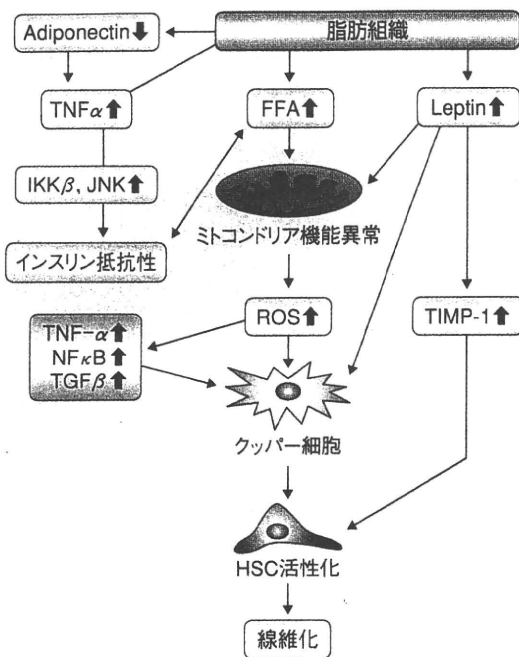 脂肪組織
Adiponectin⬇
TNFα⬆
FFA⬆
Leptin⬆
IKKβ, JNK⬆
ミトコンドリア機能異常
インスリン抵抗性
ROS⬆
TIMP-1⬆
TNF-α⬆
NFκB⬆
TGFβ⬆
クッパー細胞
HSC活性化
線維化